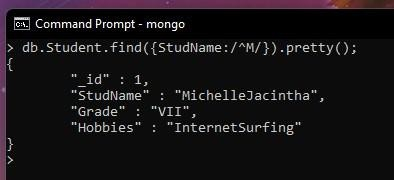 Command Prompt - mongo
> db.Student.find({StudName:/^M/}).pretty();
{
        "_id" : 1,
        "StudName" : "MichelleJacintha",
        "Grade" : "VII",
        "Hobbies" : "InternetSurfing"
}
>